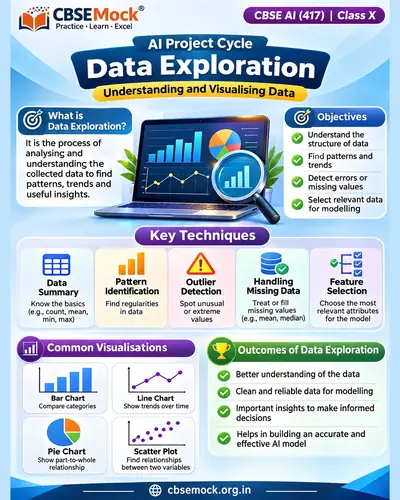 CBSEMock®
Practice · Learn · Excel
CBSE AI (417) | Class X
AI Project Cycle
Data Exploration
Understanding and Visualising Data
What is
Data Exploration?
It is the process of
analysing and
understanding the
collected data to find
patterns, trends and
useful insights.
Objectives
Understand the
structure of data
Find patterns and
trends
Detect errors or
missing values
Select relevant data
for modelling
Key Techniques
Data
Summary
Know the basics
(e.g., count, mean,
min, max)
Pattern
Identification
Find regularities
in data
Outlier
Detection
Spot unusual
or extreme
values
Handling
Missing Data
Treat or fill
missing values
(e.g., mean, median)
Feature
Selection
Choose the most
relevant attributes
for the model
Common Visualisations
Bar Chart
Compare categories
Line Chart
Show trends over time
Pie Chart
Show part-to-whole
relationship
Scatter Plot
Find relationships
between two variables
Outcomes of Data Exploration
Better understanding of the data
Clean and reliable data for modelling
Important insights to make informed
decisions
Helps in building an accurate and
effective AI model
cbsemock.org.in